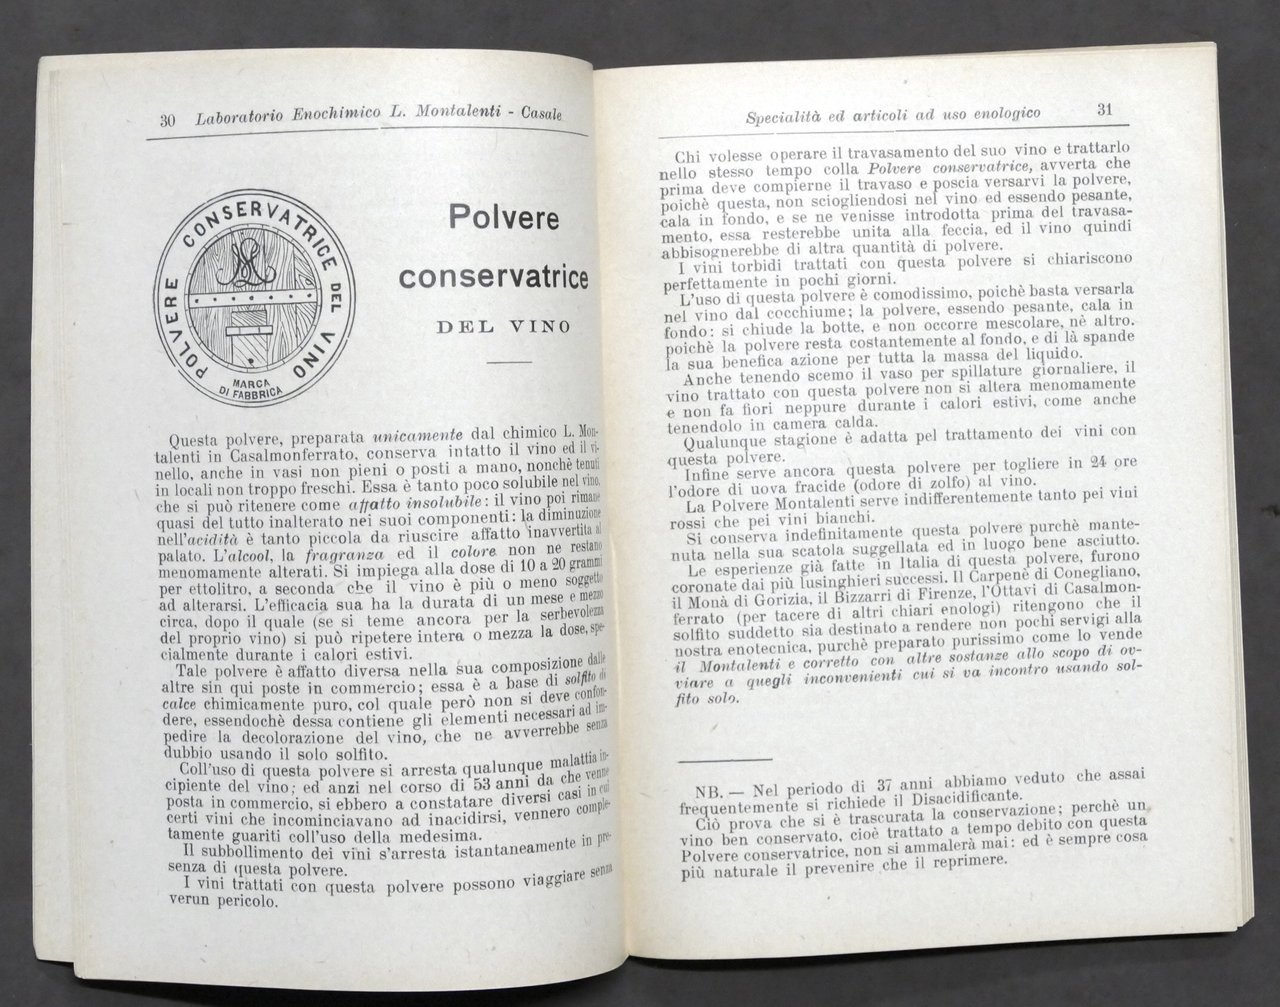 30 Laboratorio Enochimico L. Montalenti - Casale
POLVERE CONSERVATRICE DEL VINO
MARCA
DI FABBRICA
Polvere
conservatrice
DEL VINO
Questa polvere, preparata unicamente dal chimico L. Mon-
talenti in Casalmonferrato, conserva intatto il vino ed il vi-
nello, anche in vasi non pieni o posti a mano, nonchè tenuti
in locali non troppo freschi. Essa è tanto poco solubile nel vino,
che si può ritenere come affatto insolubile: il vino poi rimane
quasi del tutto inalterato nei suoi componenti: la diminuzione
nell'acidità è tanto piccola da riuscire affatto inavvertita al
palato. L'alcool, la fragranza ed il colore non ne restano
menomamente alterati. Si impiega alla dose di 10 a 20 grammi
per ettolitro, a seconda che il vino è più o meno soggetto
ad alterarsi. L'efficacia sua ha la durata di un mese e mezzo
circa, dopo il quale (se si teme ancora per la serbevolezza
del proprio vino) si può ripetere intera o mezza la dose, spe-
cialmente durante i calori estivi.
Tale polvere è affatto diversa nella sua composizione dalle
altre sin qui poste in commercio; essa è a base di solfito di
calce chimicamente puro, col quale però non si deve confon-
dere, essendochè dessa contiene gli elementi necessari ad im-
pedire la decolorazione del vino, che ne avverrebbe senza
dubbio usando il solo solfito.
Coll'uso di questa polvere si arresta qualunque malattia in-
cipiente del vino; ed anzi nel corso di 53 anni da che venne
posta in commercio, si ebbero a constatare diversi casi in cui
certi vini che incominciavano ad inacidirsi, vennero comple-
tamente guariti coll'uso della medesima.
Il subbollimento dei vini s'arresta istantaneamente in pre-
senza di questa polvere.
I vini trattati con questa polvere possono viaggiare senza
verun pericolo.
Specialità ed articoli ad uso enologico 31
Chi volesse operare il travasamento del suo vino e trattarlo
nello stesso tempo colla Polvere conservatrice, avverta che
prima deve compierne il travaso e poscia versarvi la polvere,
poichè questa, non sciogliendosi nel vino ed essendo pesante,
cala in fondo, e se ne venisse introdotta prima del travasa-
mento, essa resterebbe unita alla feccia, ed il vino quindi
abbisognerebbe di altra quantità di polvere.
I vini torbidi trattati con questa polvere si chiariscono
perfettamente in pochi giorni.
L'uso di questa polvere è comodissimo, poichè basta versarla
nel vino dal cocchiume; la polvere, essendo pesante, cala in
fondo: si chiude la botte, e non occorre mescolare, nè altro.
poichè la polvere resta costantemente al fondo, e di là spande
la sua benefica azione per tutta la massa del liquido.
Anche tenendo scemo il vaso per spillature giornaliere, il
vino trattato con questa polvere non si altera menomamente
e non fa fiori neppure durante i calori estivi, come anche
tenendolo in camera calda.
Qualunque stagione è adatta pel trattamento dei vini con
questa polvere.
Infine serve ancora questa polvere per togliere in 24 ore
l'odore di uova fracide (odore di zolfo) al vino.
La Polvere Montalenti serve indifferentemente tanto pei vini
rossi che pei vini bianchi.
Si conserva indefinitamente questa polvere purchè mante-
nuta nella sua scatola suggellata ed in luogo bene asciutto.
Le esperienze già fatte in Italia di questa polvere, furono
coronate dai più lusinghieri successi. Il Carpenè di Conegliano,
il Monà di Gorizia, il Bizzarri di Firenze, l'Ottavi di Casalmon-
ferrato (per tacere di altri chiari enologi) ritengono che il
solfito suddetto sia destinato a rendere non pochi servigi alla
nostra enotecnica, purchè preparato purissimo come lo vende
il Montalenti e corretto con altre sostanze allo scopo di ov-
viare a quegli inconvenienti cui si va incontro usando sol-
fito solo.
NB. — Nel periodo di 37 anni abbiamo veduto che assai
frequentemente si richiede il Disacidificante.
Ciò prova che si è trascurata la conservazione; perchè un
vino ben conservato, cioè trattato a tempo debito con questa
Polvere conservatrice, non si ammalerà mai: ed è sempre cosa
più naturale il prevenire che il reprimere.